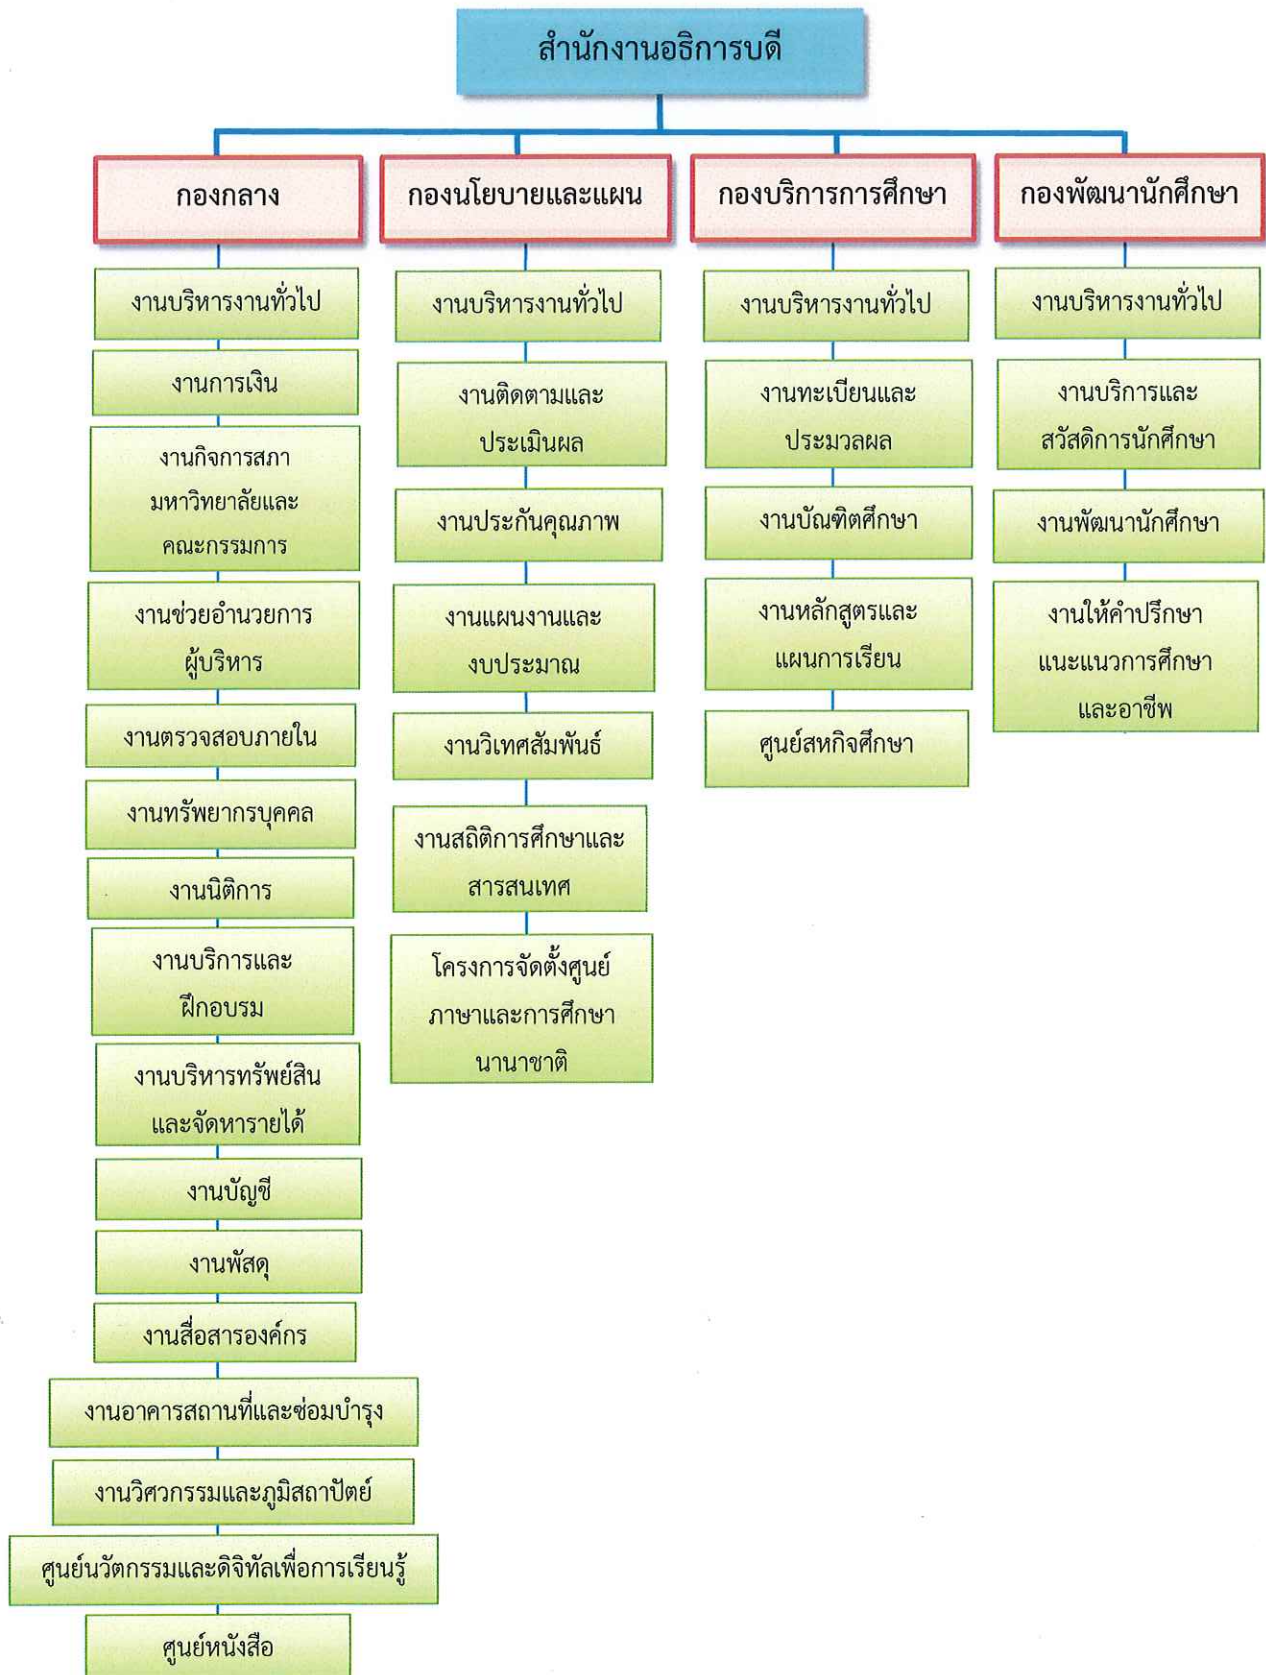 สำนักงานอธิการบดี
กองกลาง
งานบริหารงานทั่วไป
งานการเงิน
งานกิจการสภา
มหาวิทยาลัยและ
คณะกรรมการ
งานช่วยอำนวยการ
ผู้บริหาร
งานตรวจสอบภายใน
งานทรัพยากรบุคคล
งานนิติการ
งานบริการและ
ฝึกอบรม
งานบริหารทรัพย์สิน
และจัดหารายได้
งานบัญชี
งานพัสดุ
งานสื่อสารองค์กร
งานอาคารสถานที่และซ่อมบำรุง
งานวิศวกรรมและภูมิสถาปัตย์
ศูนย์นวัตกรรมและดิจิทัลเพื่อการเรียนรู้
ศูนย์หนังสือ
กองนโยบายและแผน
งานบริหารงานทั่วไป
งานติดตามและ
ประเมินผล
งานประกันคุณภาพ
งานแผนงานและ
งบประมาณ
งานวิเทศสัมพันธ์
งานสถิติการศึกษาและ
สารสนเทศ
โครงการจัดตั้งศูนย์
ภาษาและการศึกษา
นานาชาติ
กองบริการการศึกษา
งานบริหารงานทั่วไป
งานทะเบียนและ
ประมวลผล
งานบัณฑิตศึกษา
งานหลักสูตรและ
แผนการเรียน
ศูนย์สหกิจศึกษา
กองพัฒนานักศึกษา
งานบริหารงานทั่วไป
งานบริการและ
สวัสดิการนักศึกษา
งานพัฒนานักศึกษา
งานให้คำปรึกษา
แนะแนวการศึกษา
และอาชีพ